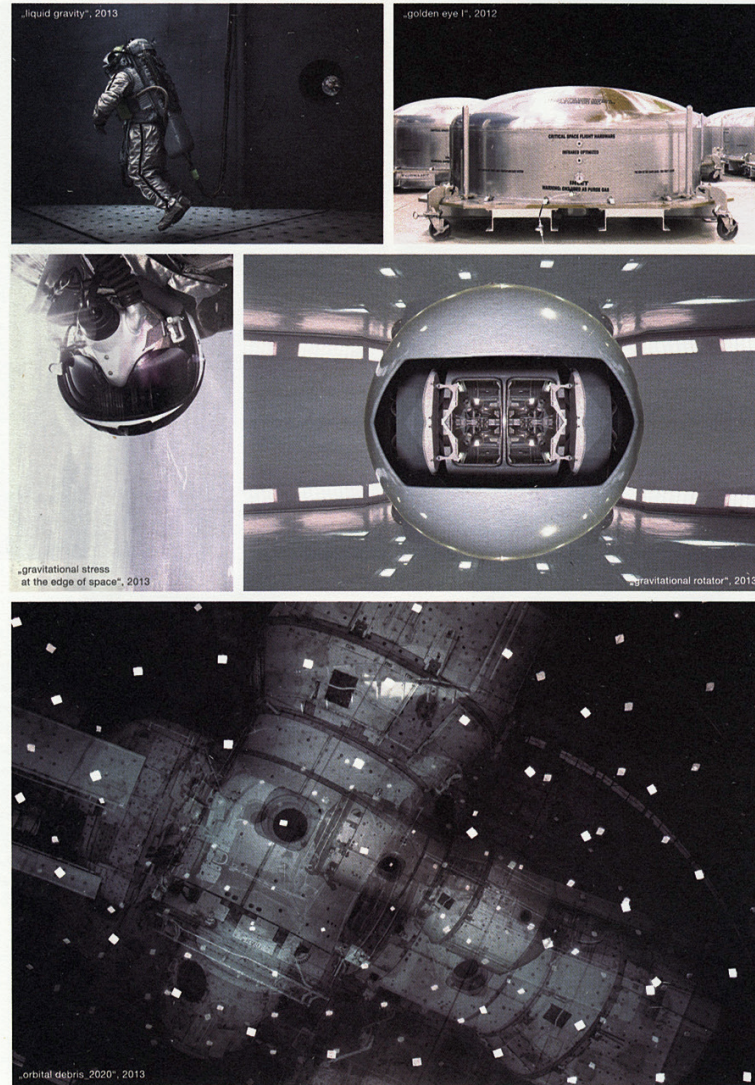 „liquid gravity“, 2013
„golden eye I“, 2012
CRITICAL SPACE FLIGHT HARDWARE
„gravitational stress
at the edge of space“, 2013
„gravitational rotator“, 2013
„orbital debris_2020“, 2013